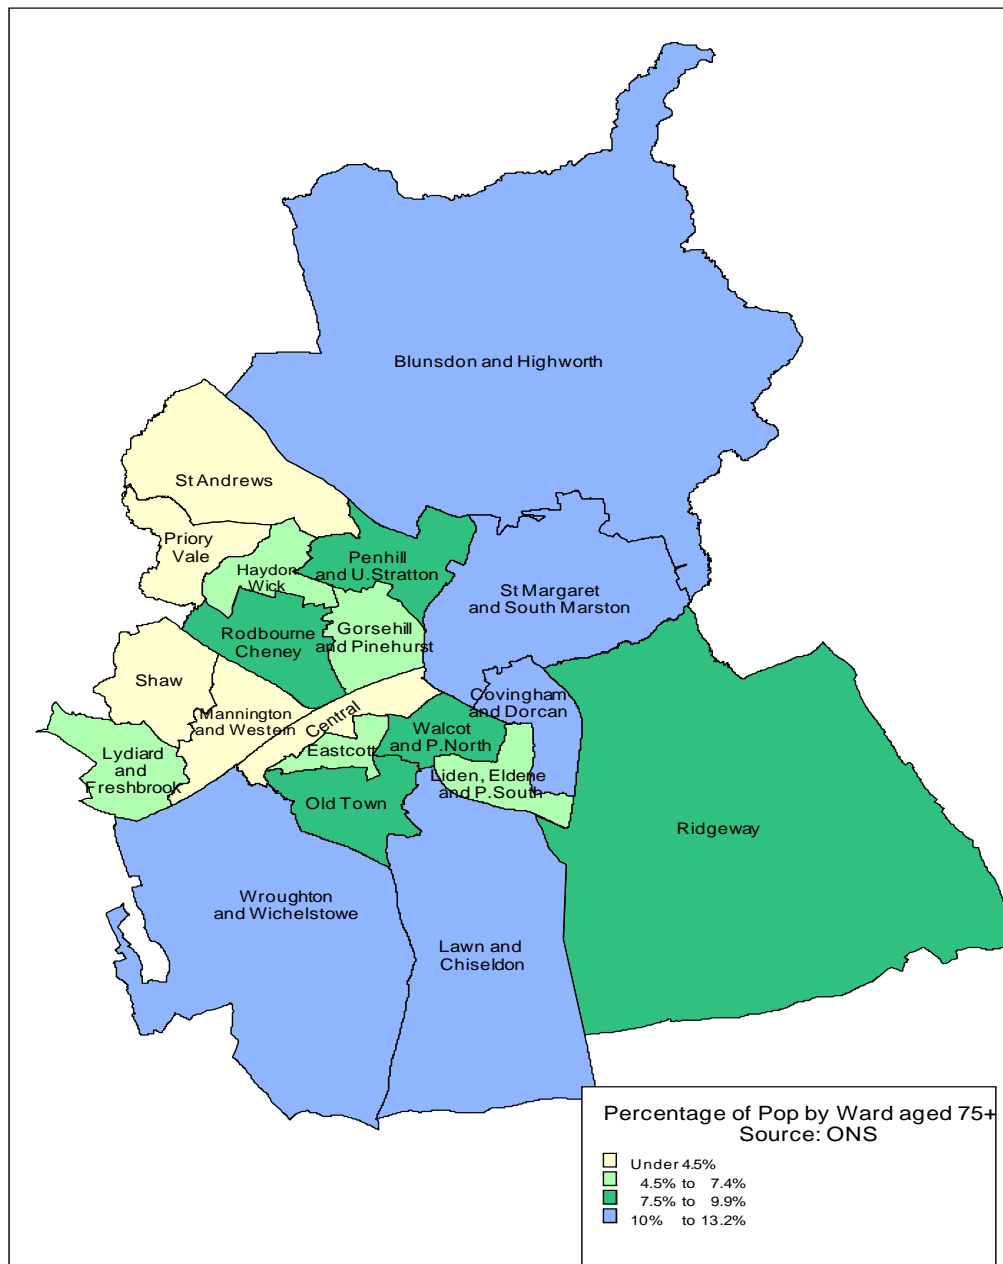 Blunsdon and Highworth
St Andrews
Priory
Vale
Haydon
Wick
Penhill
and U.Stratton
St Margaret
and South Marston
Rodbourne
Cheney
Gorsehill
and Pinehurst
Shaw
Mannington
and Western
Central
Covingham
and Dorcan
Walcot
and P.North
Eastcott
Lydiard
and
Freshbrook
Liden, Eldene
and P.South
Old Town
Ridgeway
Wroughton
and Wichelstowe
Lawn and
Chiseldon
Percentage of Pop by Ward aged 75+
Source: ONS
Under 4.5%
4.5% to 7.4%
7.5% to 9.9%
10% to 13.2%